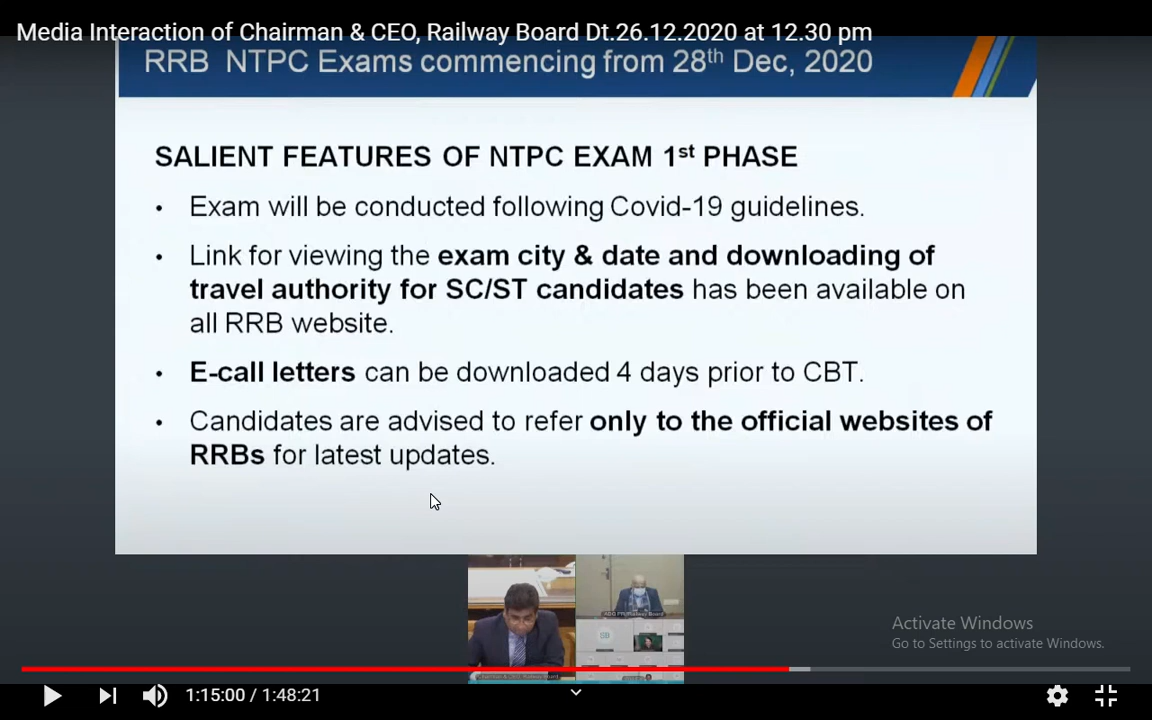 Media Interaction of Chairman & CEO, Railway Board Dt.26.12.2020 at 12.30 pm
RRB NTPC Exams commencing from 28th Dec, 2020
SALIENT FEATURES OF NTPC EXAM 1st PHASE
• Exam will be conducted following Covid-19 guidelines.
• Link for viewing the exam city & date and downloading of
travel authority for SC/ST candidates has been available on
all RRB website.
• E-call letters can be downloaded 4 days prior to CBT.
• Candidates are advised to refer only to the official websites of
RRBs for latest updates.
SB
Activate Windows
Go to Settings to activate Windows.
1:15:00 / 1:48:21